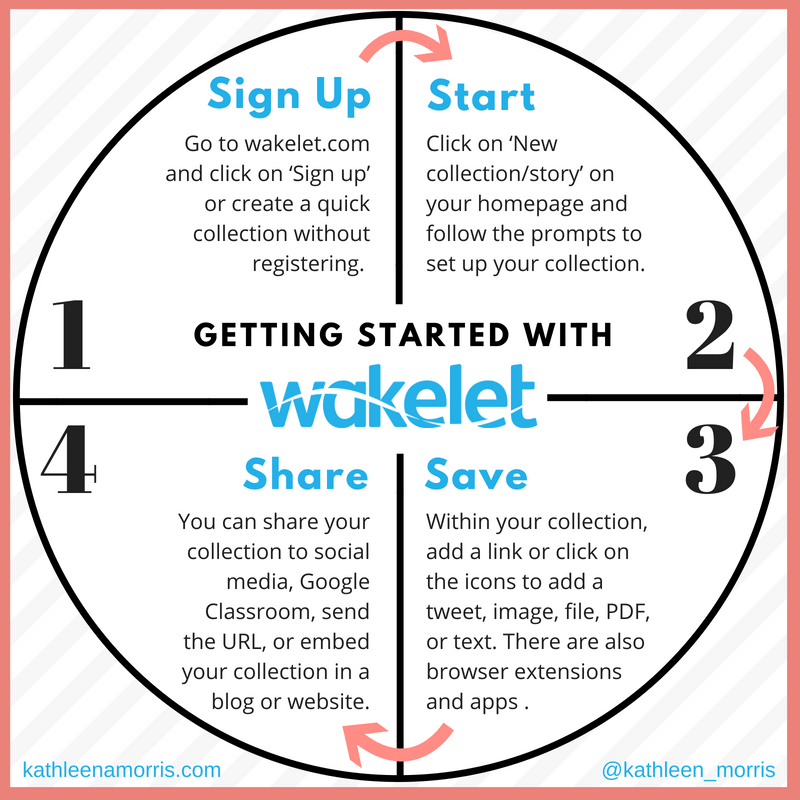 Sign Up
Go to wakelet.com
and click on ‘Sign up’
or create a quick
collection without
registering.
1
Start
Click on ‘New
collection/story’ on
your homepage and
follow the prompts to
set up your collection.
2
GETTING STARTED WITH
wakelet
3
Save
Within your collection,
add a link or click on
the icons to add a
tweet, image, file, PDF,
or text. There are also
browser extensions
and apps .
4
Share
You can share your
collection to social
media, Google
Classroom, send
the URL, or embed
your collection in a
blog or website.
kathleenamorris.com
@kathleen_morris